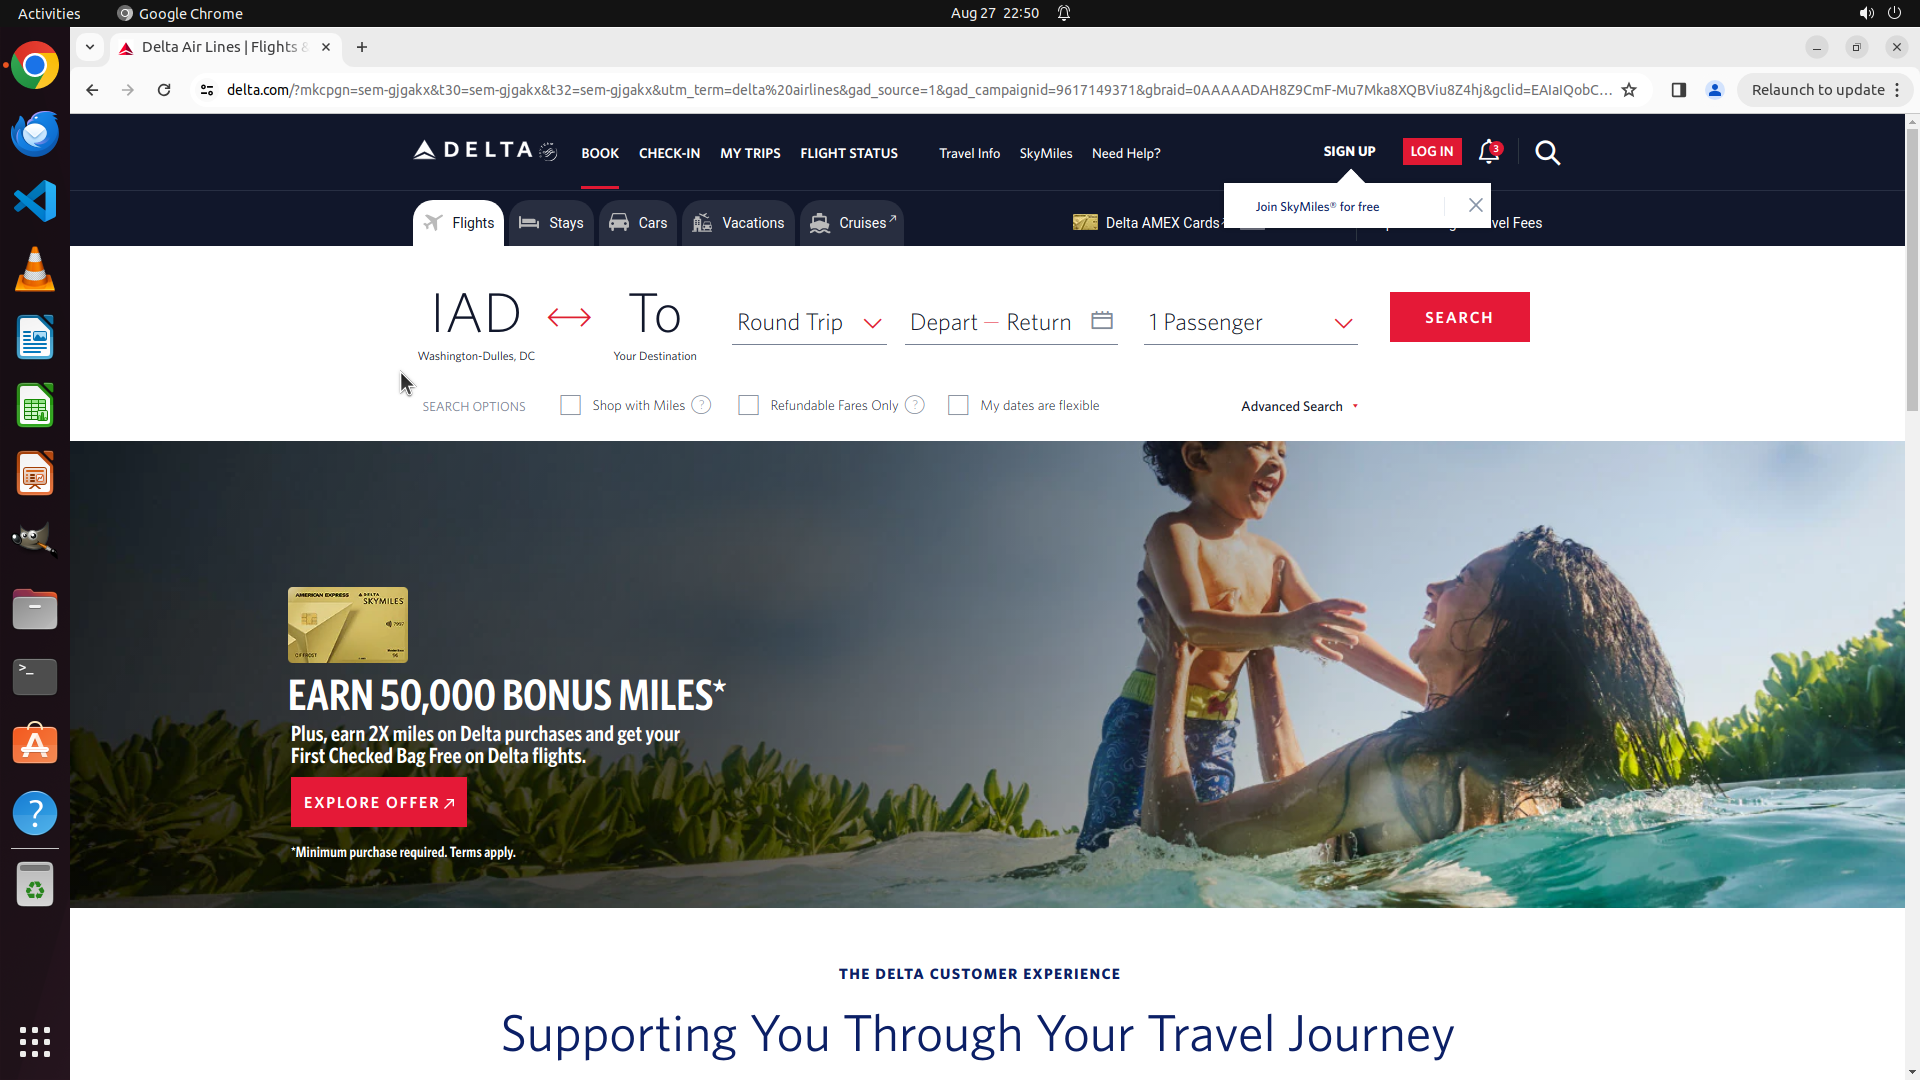 Activities
Google Chrome
Aug 27 22:50
Delta Air Lines | Flights &
delta.com/?mkcpgn=sem-gjgakx&t30=sem-gjgakx&t32=sem-gjgakx&utm_term=delta%20airlines&gad_source=1&gad_campaignid=9617149371&gbraid=0AAAAADAH8Z9CmF-Mu7Mka8XQBViu8Z4hj&gclid=EAIaIQobC...
Relaunch to update
DELTA
BOOK
CHECK-IN
MY TRIPS
FLIGHT STATUS
Travel Info
SkyMiles
Need Help?
SIGN UP
LOG IN
3
Join SkyMiles® for free
Flights
Stays
Cars
Vacations
Cruises
Delta AMEX Cards
vel Fees
IAD
Washington-Dulles, DC
To
Your Destination
Round Trip
Depart — Return
1 Passenger
SEARCH
SEARCH OPTIONS
Shop with Miles ?
Refundable Fares Only ?
My dates are flexible
Advanced Search
AMERICAN EXPRESS
DELTA
SKYMILES
EARN 50,000 BONUS MILES*
Plus, earn 2X miles on Delta purchases and get your
First Checked Bag Free on Delta flights.
EXPLORE OFFER
*Minimum purchase required. Terms apply.
THE DELTA CUSTOMER EXPERIENCE
Supporting You Through Your Travel Journey